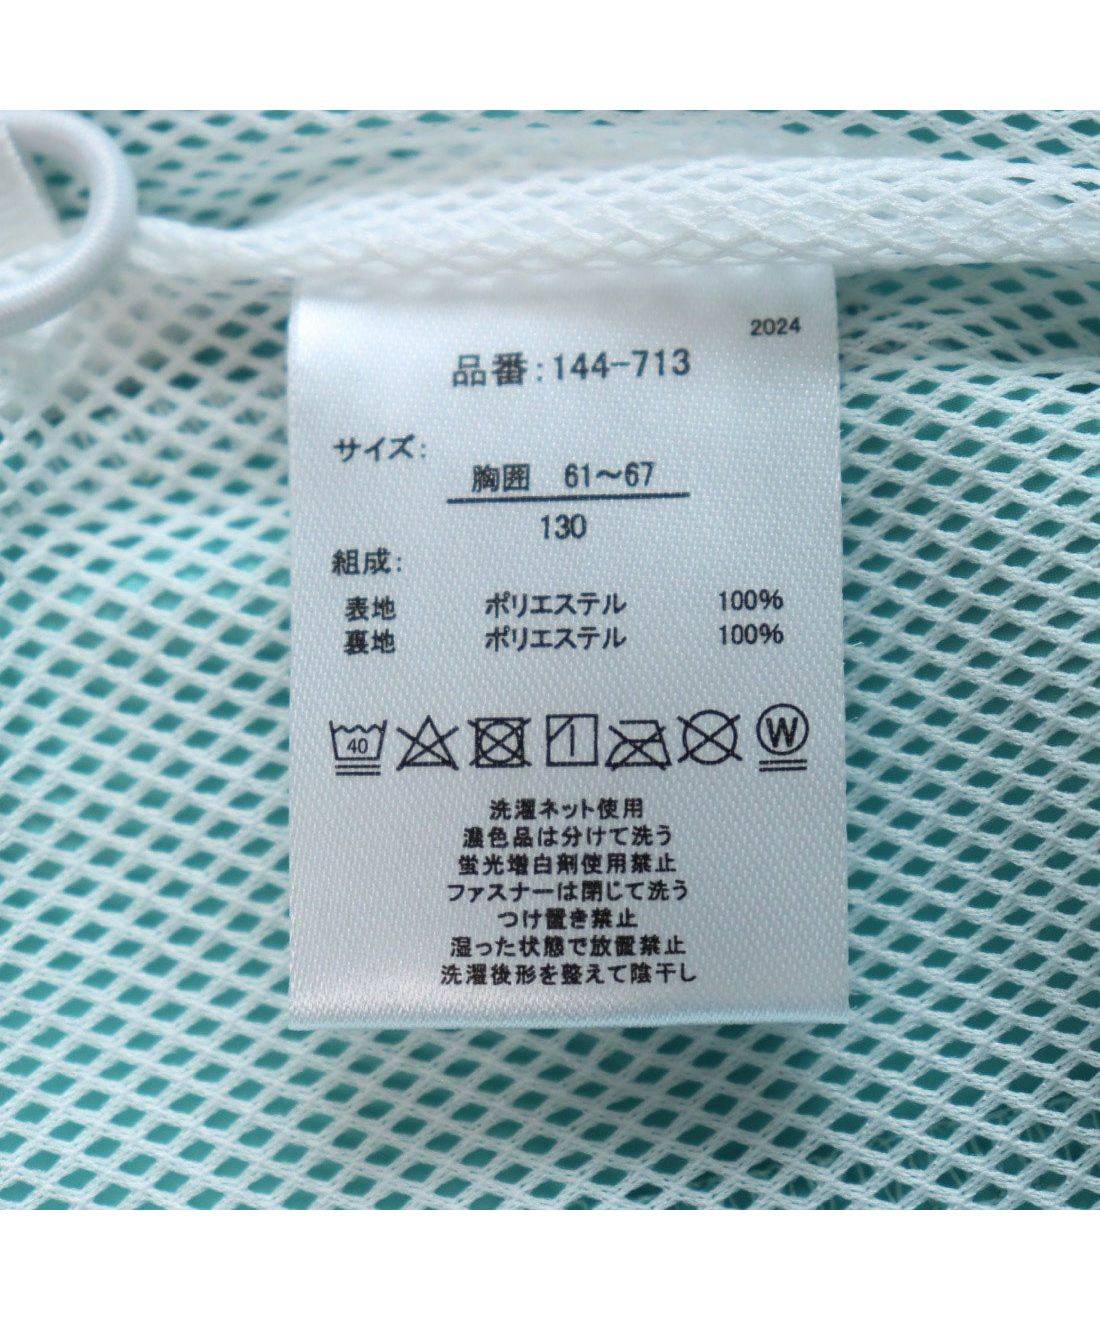 2024
品番:144-713
サイズ:
胸囲 61～67
130
組成:
表地 ポリエステル 100%
裏地 ポリエステル 100%
40 W
洗濯ネット使用
濃色品は分けて洗う
蛍光増白剤使用禁止
ファスナーは閉じて洗う
つけ置き禁止
湿った状態で放置禁止
洗濯後形を整えて陰干し